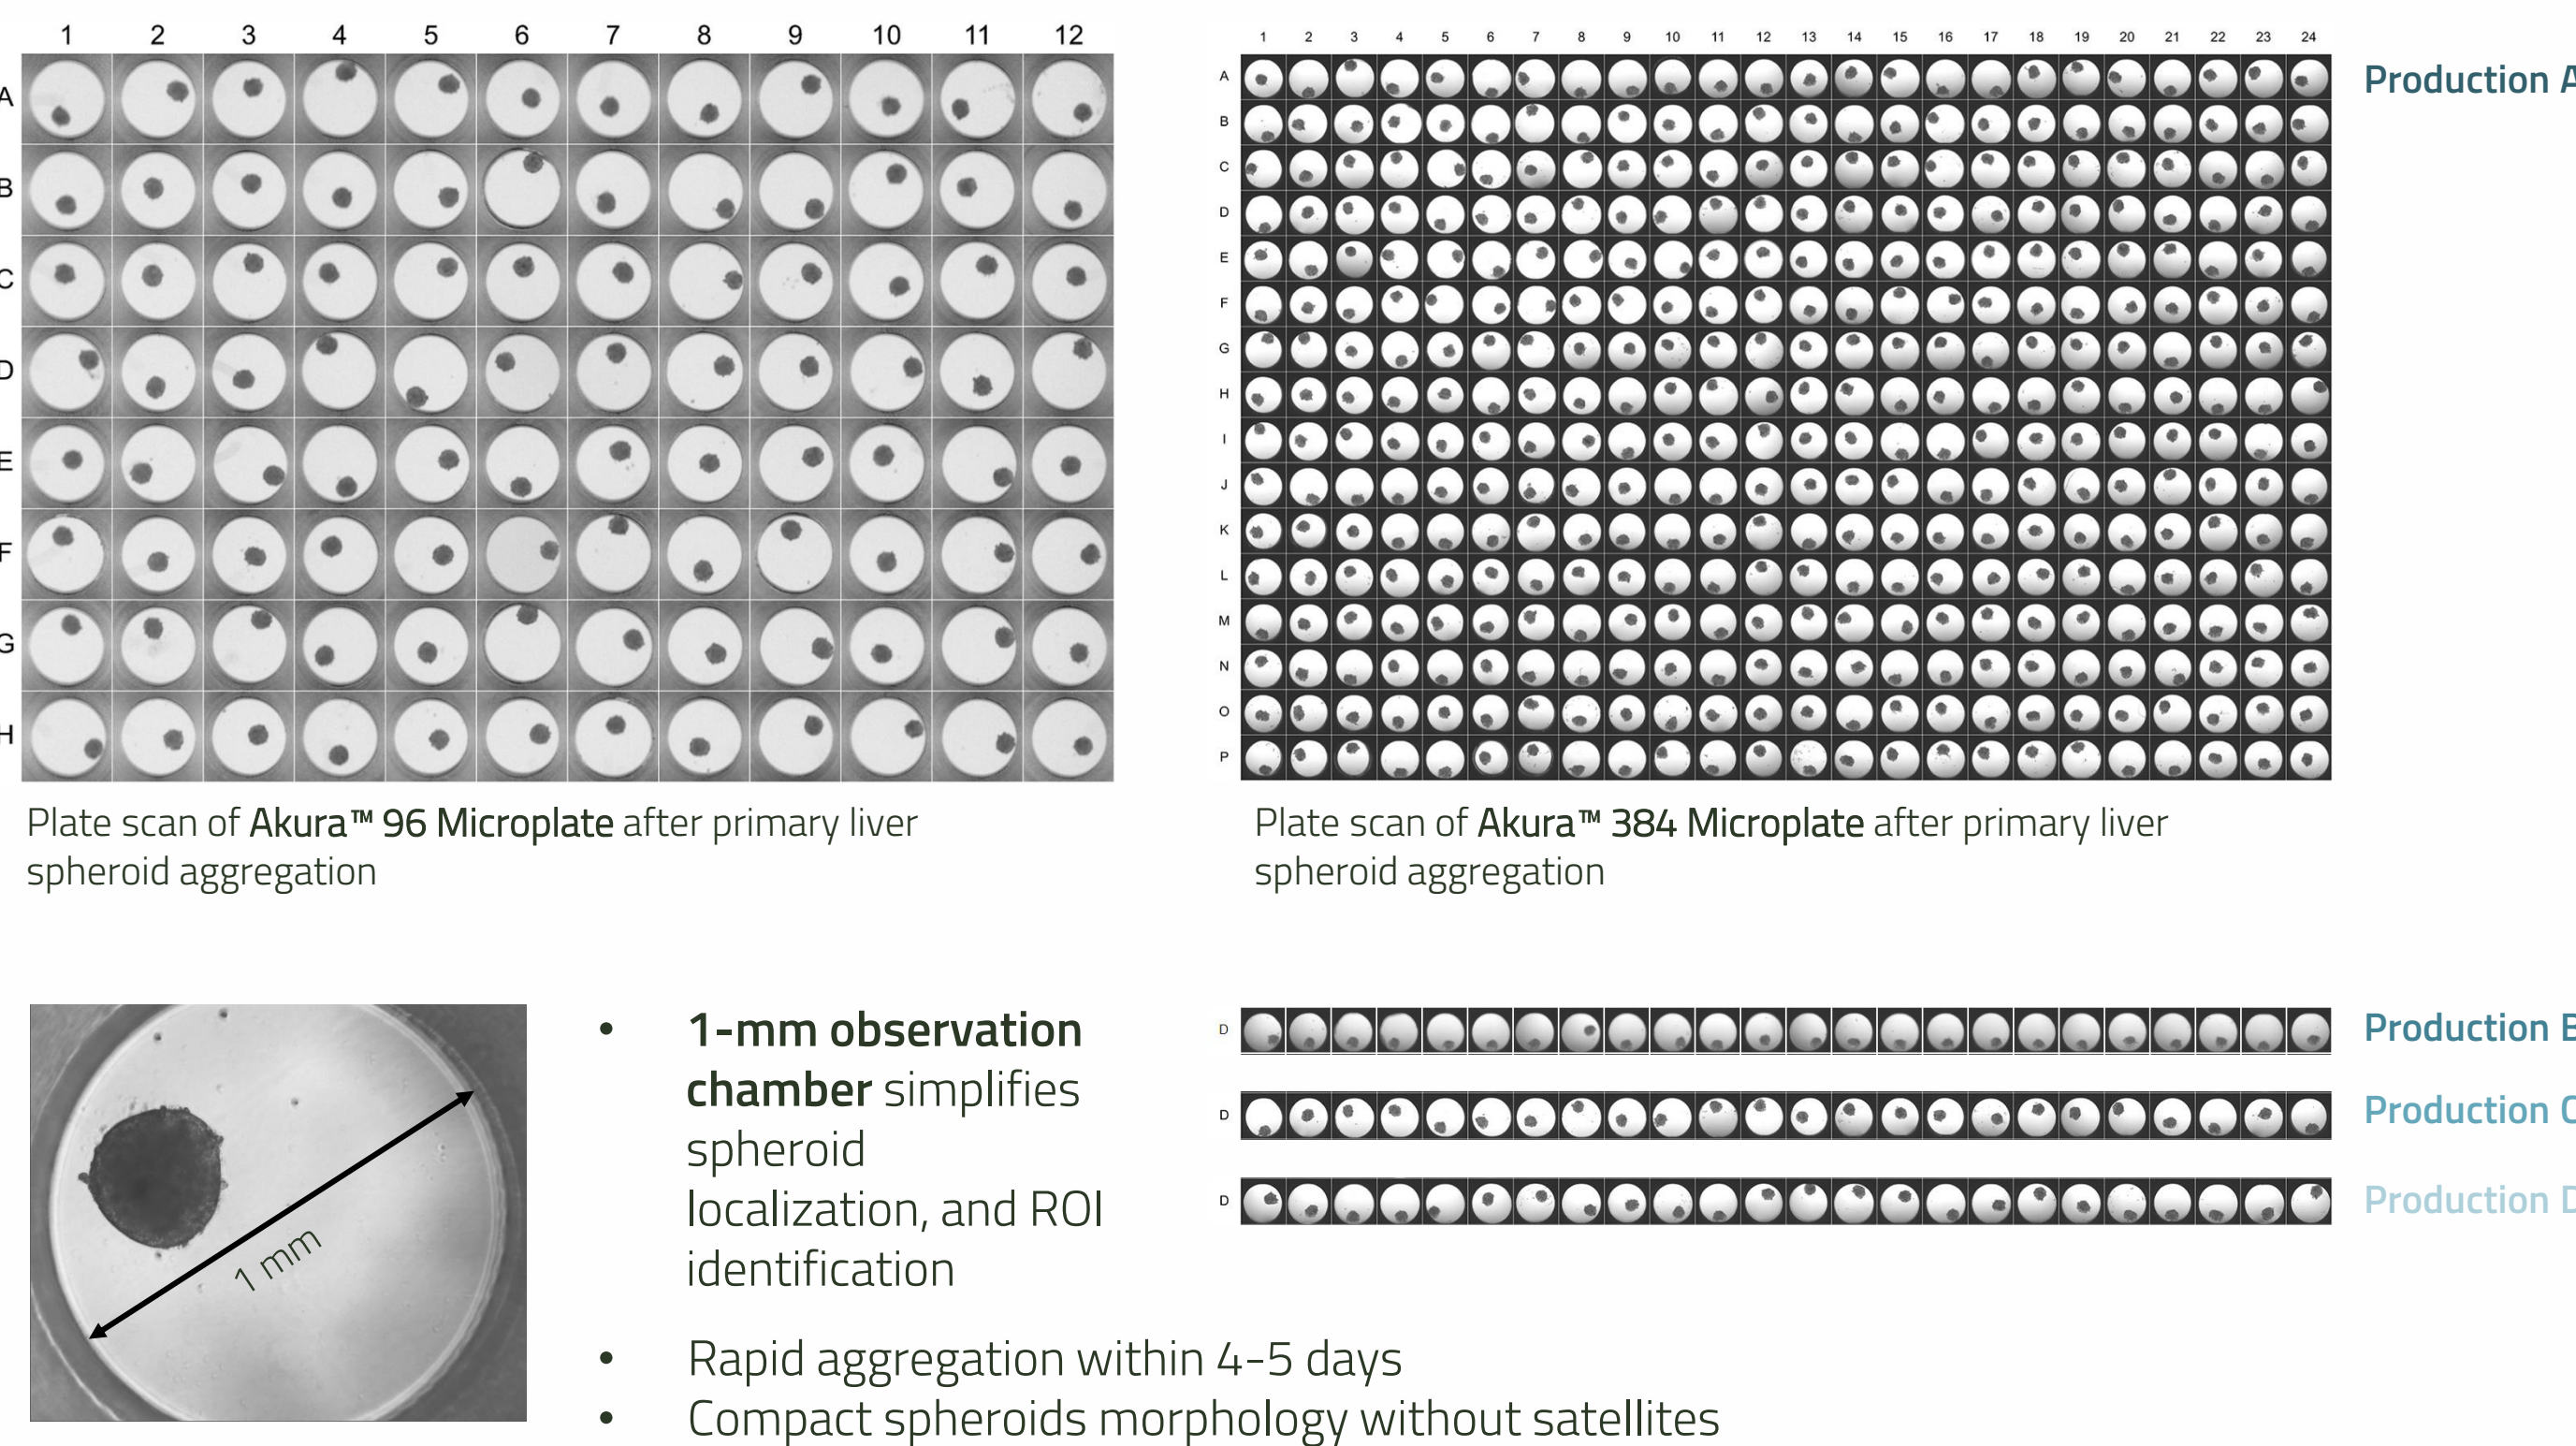 1 2 3 4 5 6 7 8 9 10 11 12
A
B
C
D
E
F
G
H
Plate scan of Akura™ 96 Microplate after primary liver
spheroid aggregation
1 2 3 4 5 6 7 8 9 10 11 12 13 14 15 16 17 18 19 20 21 22 23 24
A
B
C
D
E
F
G
H
I
J
K
L
M
N
O
P
Production A
Plate scan of Akura™ 384 Microplate after primary liver
spheroid aggregation
1 mm
• 1-mm observation
chamber simplifies
spheroid
localization, and ROI
identification
• Rapid aggregation within 4-5 days
• Compact spheroids morphology without satellites
D
Production B
D
Production C
D
Production D